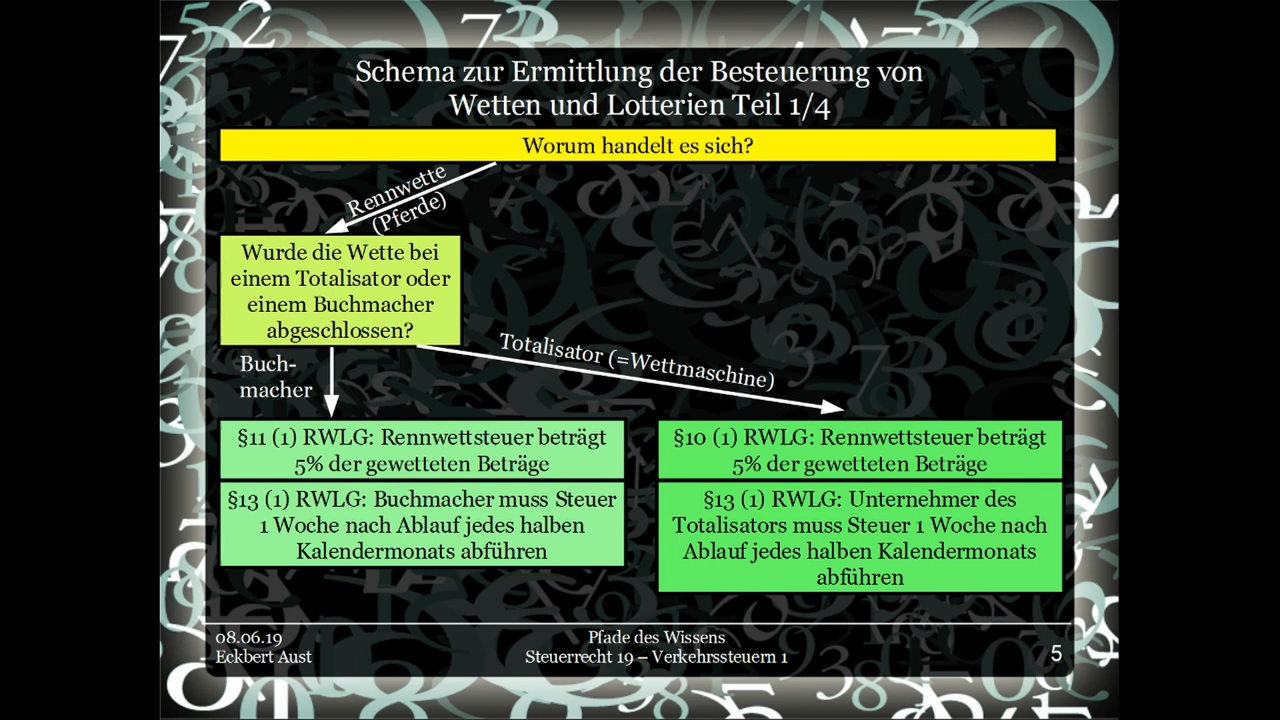 Schema zur Ermittlung der Besteuerung von
Wetten und Lotterien Teil 1/4
Worum handelt es sich?
Rennwette
(Pferde)
Wurde die Wette bei
einem Totalisator oder
einem Buchmacher
abgeschlossen?
Buch-
macher
Totalisator (=Wettmaschine)
§11 (1) RWLG: Rennwettsteuer beträgt
5% der gewetteten Beträge
§13 (1) RWLG: Buchmacher muss Steuer
1 Woche nach Ablauf jedes halben
Kalendermonats abführen
§10 (1) RWLG: Rennwettsteuer beträgt
5% der gewetteten Beträge
§13 (1) RWLG: Unternehmer des
Totalisators muss Steuer 1 Woche nach
Ablauf jedes halben Kalendermonats
abführen
08.06.19
Eckbert Aust
Pfade des Wissens
Steuerrecht 19 – Verkehrssteuern 1
5